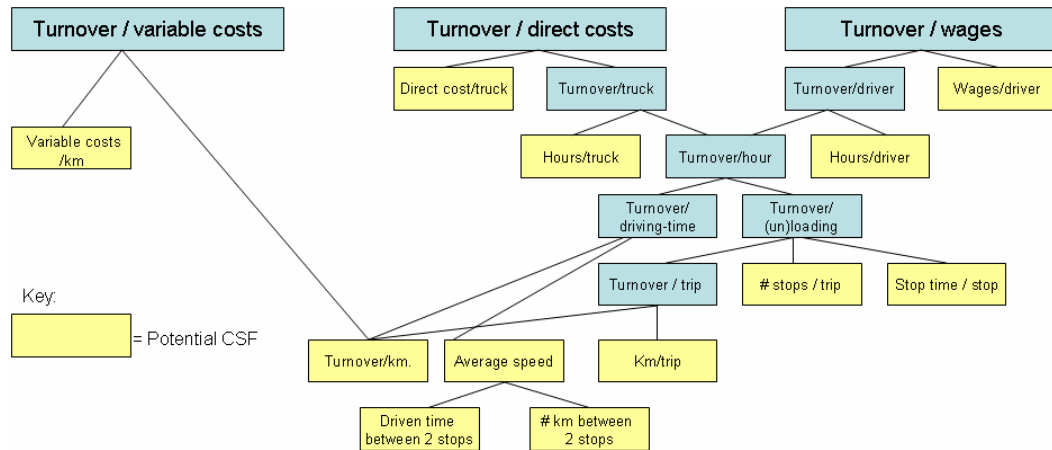 Turnover / variable costs
Turnover / direct costs
Turnover / wages
Direct cost/truck
Turnover/truck
Turnover/driver
Wages/driver
Variable costs
/km
Hours/truck
Turnover/hour
Hours/driver
Turnover/
driving-time
Turnover/
(un)loading
Turnover / trip
# stops / trip
Stop time / stop
Key:
= Potential CSF
Turnover/km.
Average speed
Km/trip
Driven time
between 2 stops
# km between
2 stops